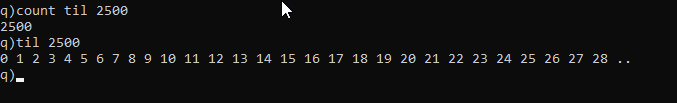 q)count til 2500
2500
q)til 2500
0 1 2 3 4 5 6 7 8 9 10 11 12 13 14 15 16 17 18 19 20 21 22 23 24 25 26 27 28 ..
q)